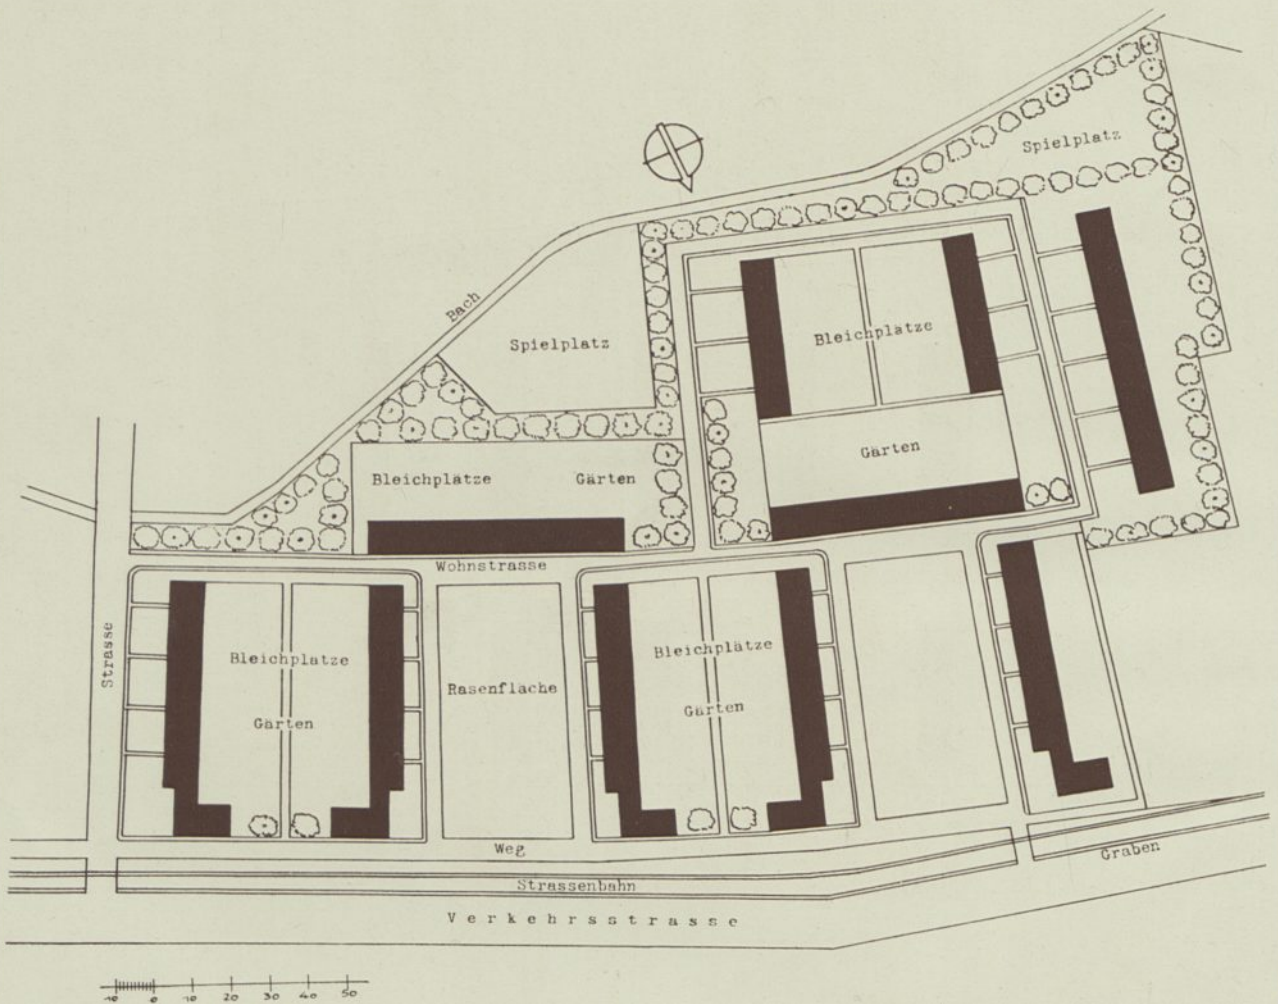 Spielplatz
Bach
Spielplatz
Bleichplätze
Gärten
Bleichplätze Gärten
Wohnstrasse
Strasse
Bleichplätze
Gärten
Rasenfläche
Bleichplätze
Gärten
Weg
Graben
Strassenbahn
Verkehrsstrasse
10 0 10 20 30 40 50